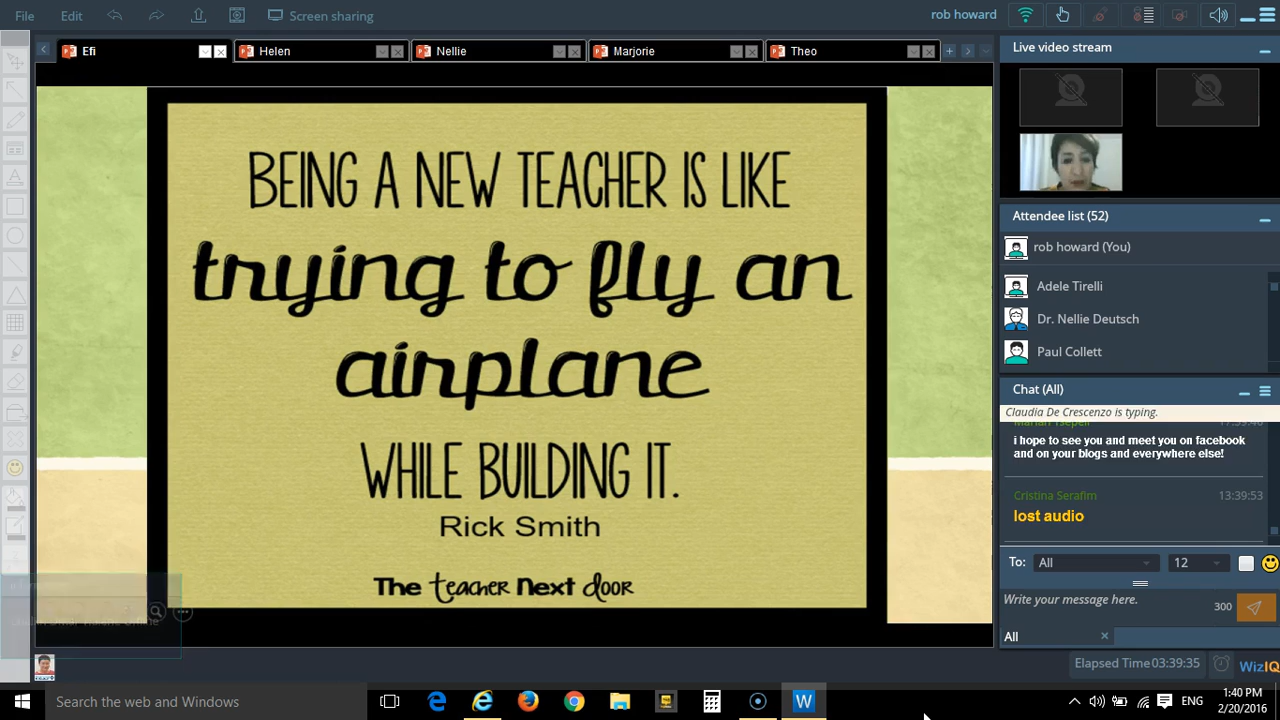 File Edit Screen sharing rob howard
Efi Helen Nellie Marjorie Theo
BEING A NEW TEACHER IS LIKE
trying to fly an
airplane
WHILE BUILDING IT.
Rick Smith
The teacher Next door
Live video stream
Attendee list (52)
rob howard (You)
Adele Tirelli
Dr. Nellie Deutsch
Paul Collett
Chat (All)
Claudia De Crescenzo is typing.
i hope to see you and meet you on facebook
and on your blogs and everywhere else!
Cristina Serafim 13:39:53
lost audio
To: All 12
Write your message here. 300
All
Elapsed Time 03:39:35 WizIQ
Search the web and Windows
ENG 1:40 PM
2/20/2016